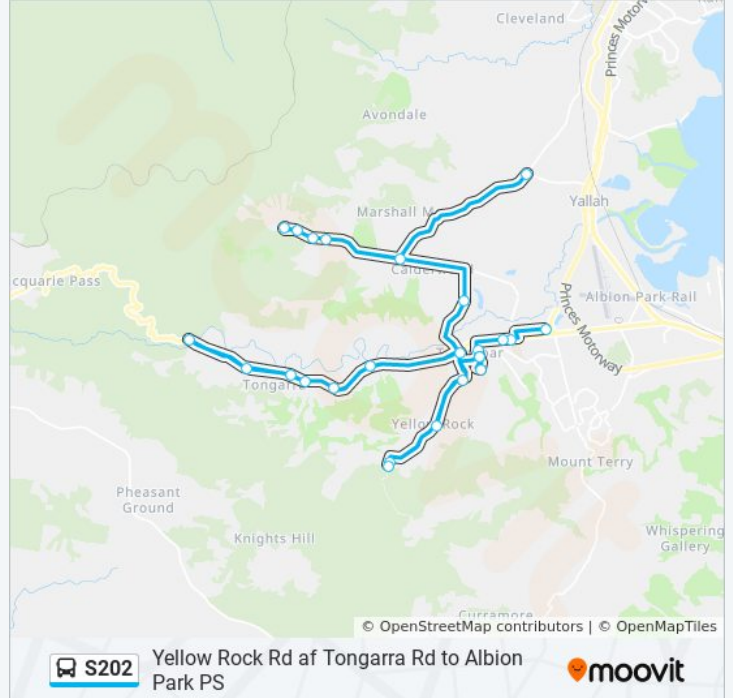 Cleveland
Princes Motorway
Avondale
Yallah
Marshall M
Calderw
cquarie Pass
Albion Park Rail
Princes Motorway
Tongarra
Yellow Rock
Mount Terry
Pheasant
Ground
Knights Hill
Whispering
Gallery
Curramore
© OpenStreetMap contributors | © OpenMapTiles
S202
Yellow Rock Rd af Tongarra Rd to Albion
Park PS
moovit